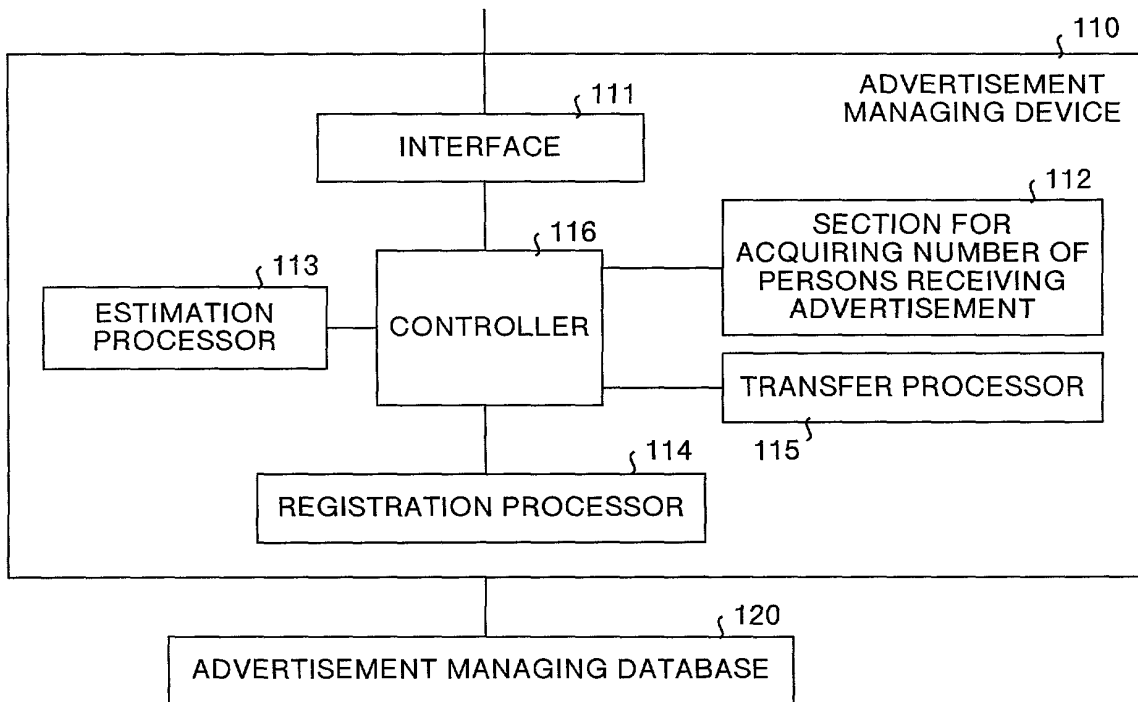 110
ADVERTISEMENT
MANAGING DEVICE
111
INTERFACE
112
SECTION FOR
ACQUIRING NUMBER OF
PERSONS RECEIVING
ADVERTISEMENT
116
CONTROLLER
113
ESTIMATION
PROCESSOR
TRANSFER PROCESSOR
115
114
REGISTRATION PROCESSOR
120
ADVERTISEMENT MANAGING DATABASE